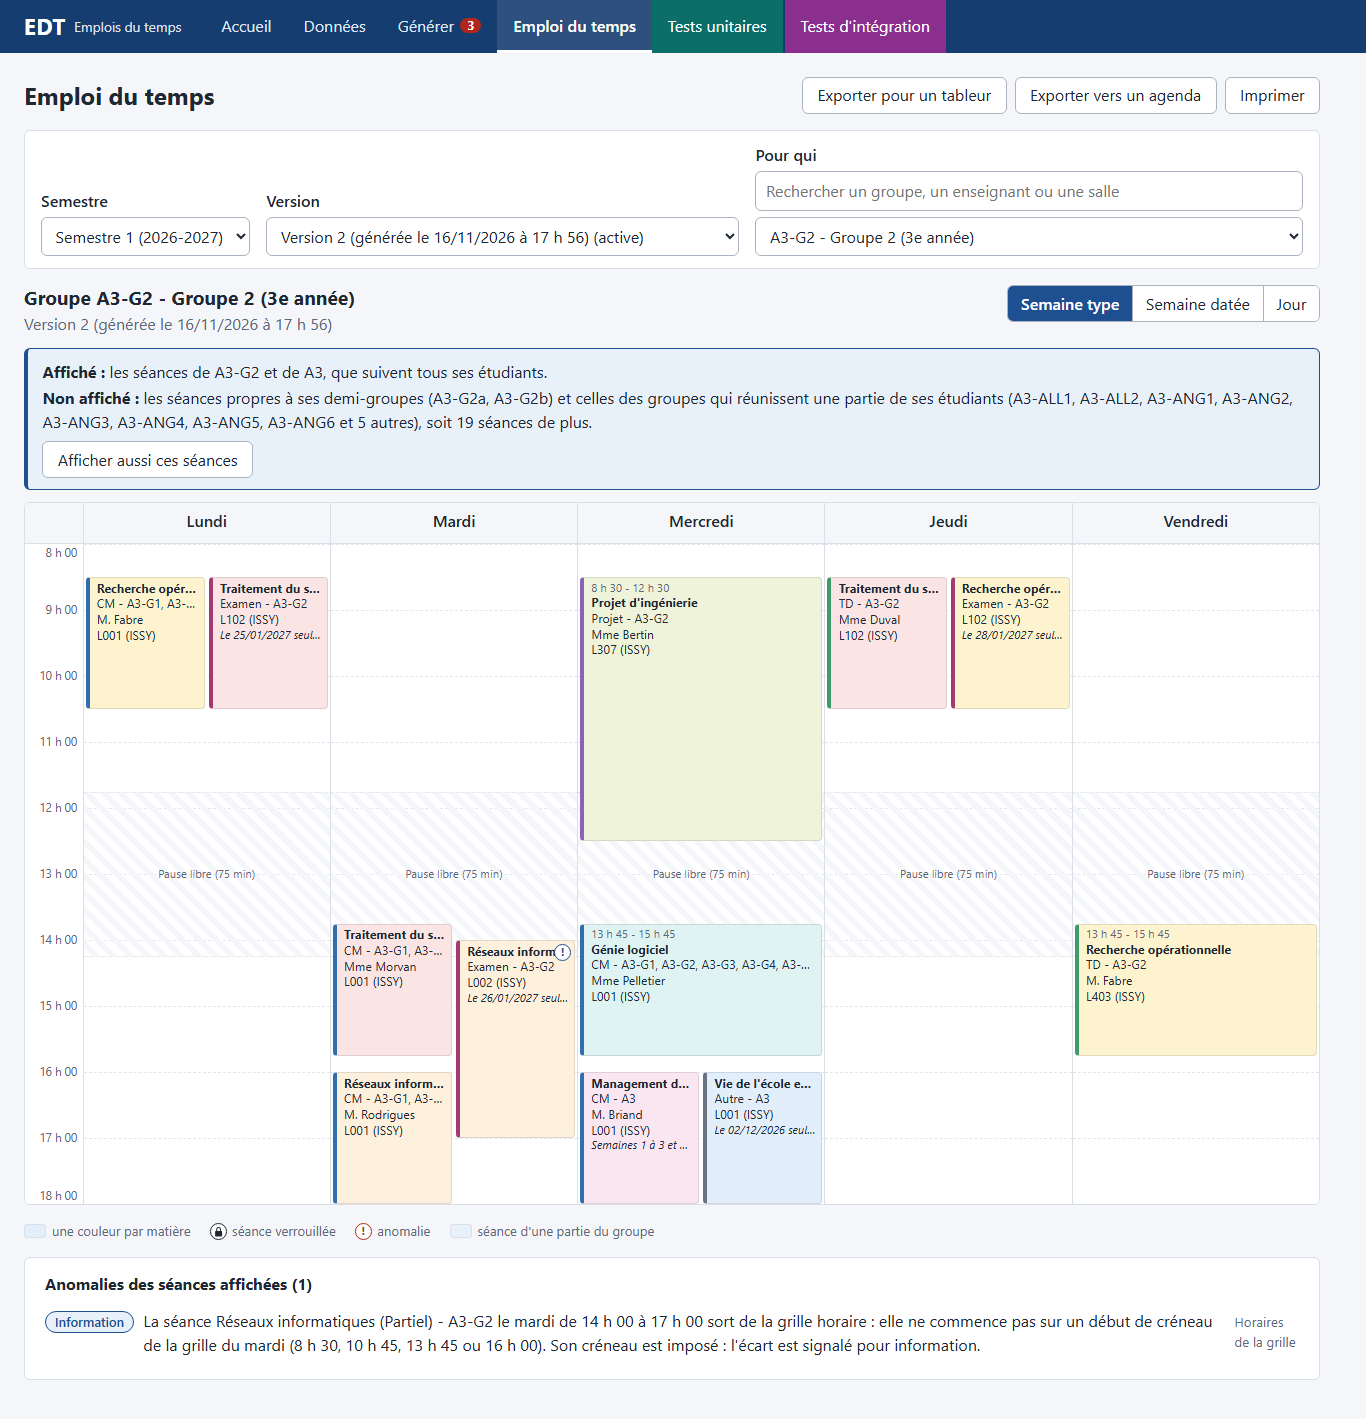 EDT Emplois du temps Accueil Données Générer 3 Emploi du temps Tests unitaires Tests d'intégration
Emploi du temps
Exporter pour un tableur Exporter vers un agenda Imprimer
Pour qui
Rechercher un groupe, un enseignant ou une salle
Semestre Version
Semestre 1 (2026-2027) Version 2 (générée le 16/11/2026 à 17 h 56) (active) A3-G2 - Groupe 2 (3e année)
Groupe A3-G2 - Groupe 2 (3e année)
Version 2 (générée le 16/11/2026 à 17 h 56)
Semaine type Semaine datée Jour
Affiché : les séances de A3-G2 et de A3, que suivent tous ses étudiants.
Non affiché : les séances propres à ses demi-groupes (A3-G2a, A3-G2b) et celles des groupes qui réunissent une partie de ses étudiants (A3-ALL1, A3-ALL2, A3-ANG1, A3-ANG2,
A3-ANG3, A3-ANG4, A3-ANG5, A3-ANG6 et 5 autres), soit 19 séances de plus.
Afficher aussi ces séances
Lundi Mardi Mercredi Jeudi Vendredi
8 h 00
9 h 00
10 h 00
11 h 00
12 h 00
13 h 00
14 h 00
15 h 00
16 h 00
17 h 00
18 h 00
Recherche opér...
CM - A3-G1, A3-...
M. Fabre
L001 (ISSY)
Traitement du s...
Examen - A3-G2
L102 (ISSY)
Le 25/01/2027 seul...
Pause libre (75 min)
Pause libre (75 min)
Traitement du s...
CM - A3-G1, A3-...
Mme Morvan
L001 (ISSY)
Réseaux inform
!
Examen - A3-G2
L002 (ISSY)
Le 26/01/2027 seul...
Réseaux inform...
CM - A3-G1, A3-...
M. Rodrigues
L001 (ISSY)
8 h 30 - 12 h 30
Projet d'ingénierie
Projet - A3-G2
Mme Bertin
L307 (ISSY)
Pause libre (75 min)
13 h 45 - 15 h 45
Génie logiciel
CM - A3-G1, A3-G2, A3-G3, A3-G4, A3-...
Mme Pelletier
L001 (ISSY)
Management d...
CM - A3
M. Briand
L001 (ISSY)
Semaines 1 à 3 et ...
Vie de l'école e...
Autre - A3
L001 (ISSY)
Le 02/12/2026 seul...
Traitement du s...
TD - A3-G2
Mme Duval
L102 (ISSY)
Recherche opér...
Examen - A3-G2
L102 (ISSY)
Le 28/01/2027 seul...
Pause libre (75 min)
Pause libre (75 min)
13 h 45 - 15 h 45
Recherche opérationnelle
TD - A3-G2
M. Fabre
L403 (ISSY)
une couleur par matière séance verrouillée ! anomalie séance d'une partie du groupe
Anomalies des séances affichées (1)
Information
La séance Réseaux informatiques (Partiel) - A3-G2 le mardi de 14 h 00 à 17 h 00 sort de la grille horaire : elle ne commence pas sur un début de créneau
de la grille du mardi (8 h 30, 10 h 45, 13 h 45 ou 16 h 00). Son créneau est imposé : l'écart est signalé pour information.
Horaires
de la grille